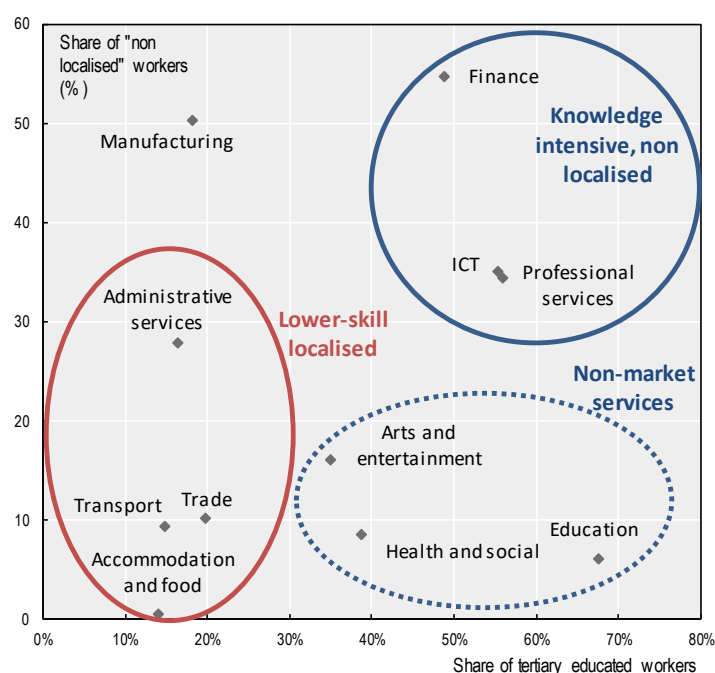 60
50
40
30
20
10
0
Share of "non
localised" workers
(%)
Finance
Knowledge
intensive, non
localised
Manufacturing
ICT
Professional
services
Administrative
services
Lower-skill
localised
Non-market
services
Arts and
entertainment
Transport
Trade
Education
Health and social
Accommodation
and food
0%
10%
20%
30%
40%
50%
60%
70%
80%
Share of tertiary educated workers